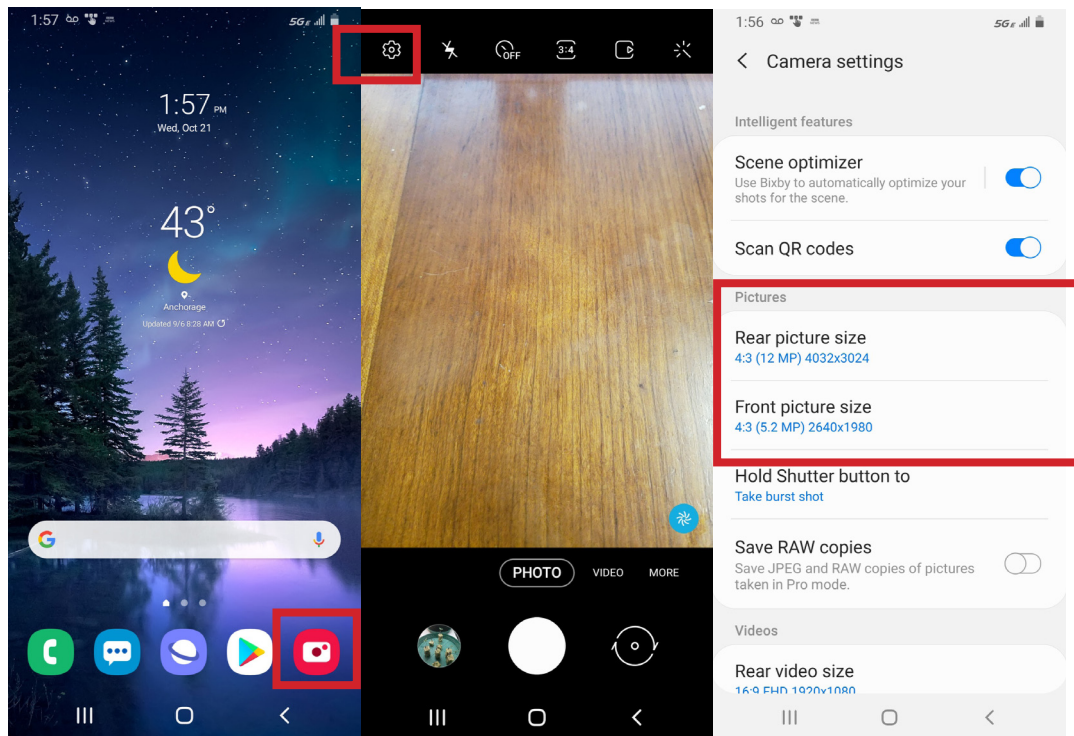 1:57
5G E
1:57 PM
Wed, Oct 21
43°
Anchorage
Updated 9/6 8:28 AM
G
OFF
3:4
PHOTO
VIDEO
MORE
1:56
5G E
Camera settings
Intelligent features
Scene optimizer
Use Bixby to automatically optimize your
shots for the scene.
Scan QR codes
Pictures
Rear picture size
4:3 (12 MP) 4032x3024
Front picture size
4:3 (5.2 MP) 2640x1980
Hold Shutter button to
Take burst shot
Save RAW copies
Save JPEG and RAW copies of pictures
taken in Pro mode.
Videos
Rear video size
16:9 FHD 1920x1080